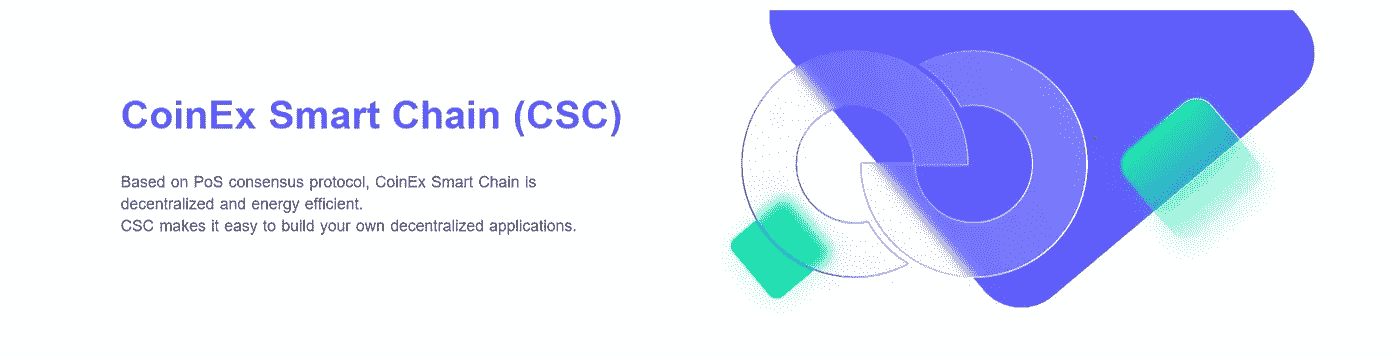 CoinEx Smart Chain (CSC)
Based on PoS consensus protocol, CoinEx Smart Chain is
decentralized and energy efficient.
CSC makes it easy to build your own decentralized applications.